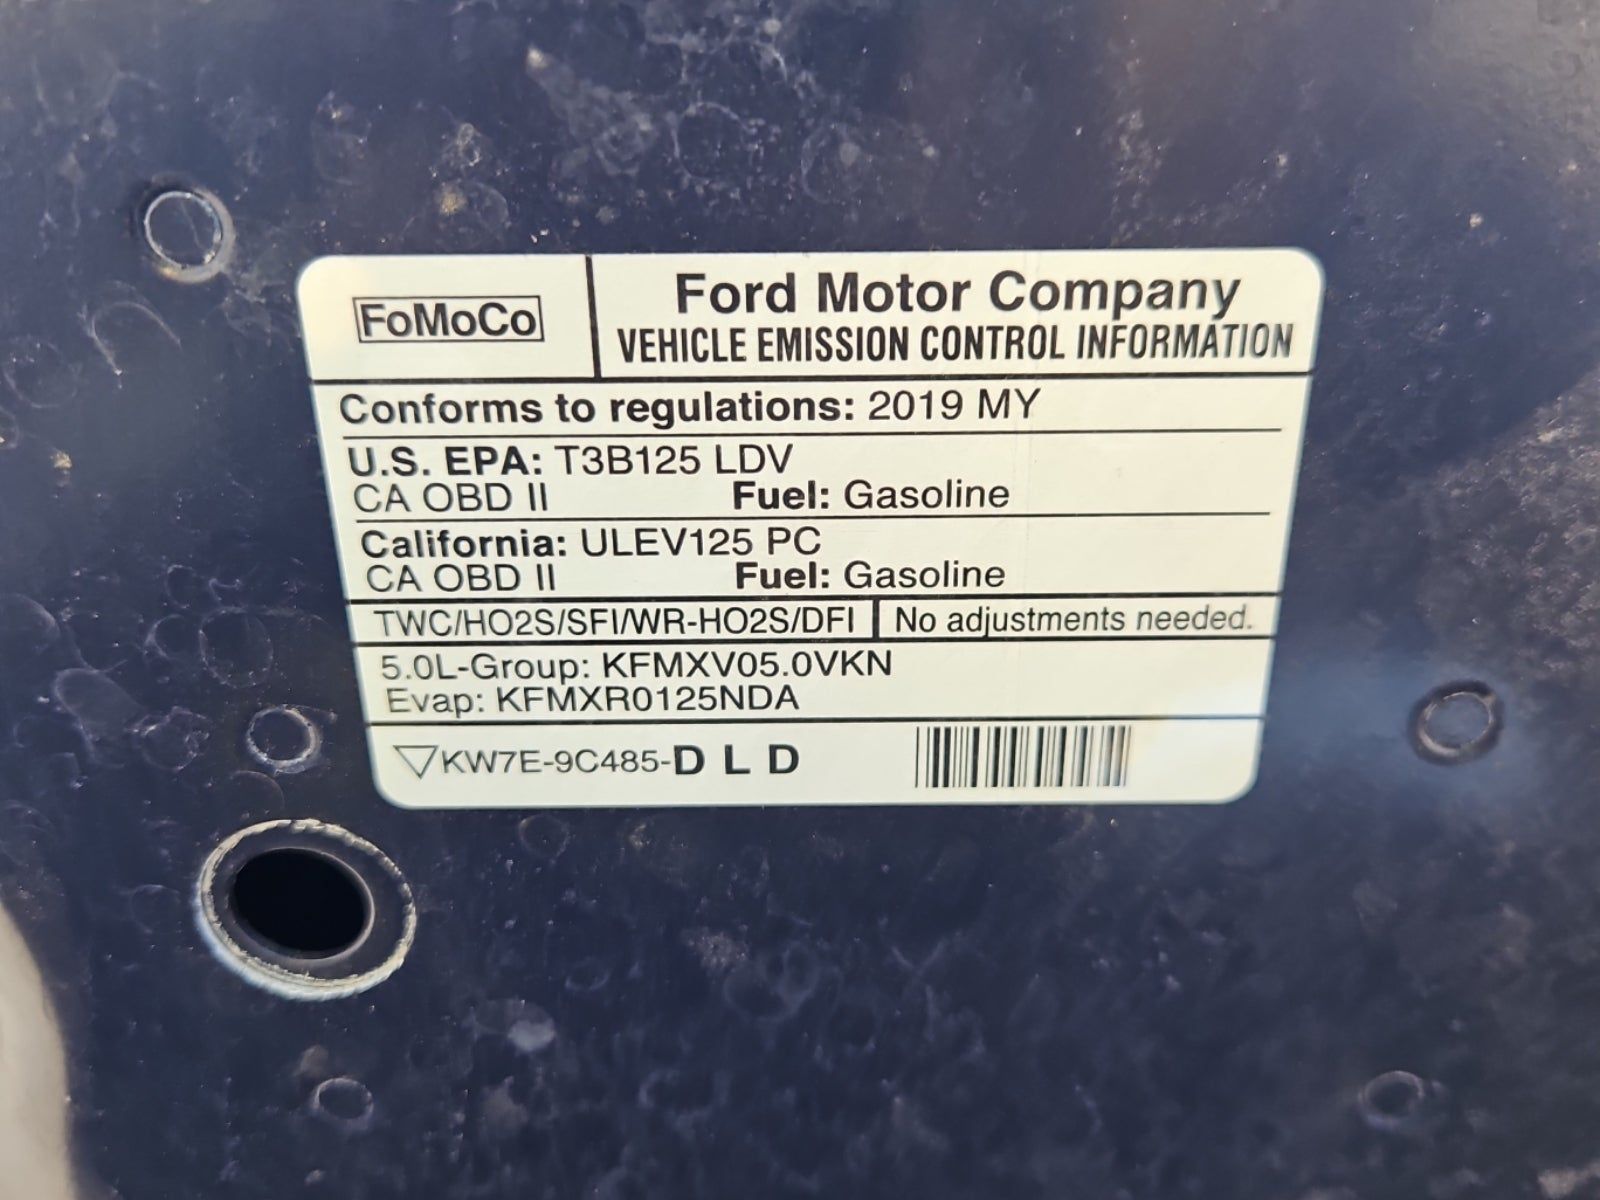 FoMoCo
Ford Motor Company
VEHICLE EMISSION CONTROL INFORMATION
Conforms to regulations: 2019 MY
U.S. EPA: T3B125 LDV
CA OBD II Fuel: Gasoline
California: ULEV125 PC
CA OBD II Fuel: Gasoline
TWC/HO2S/SFI/WR-HO2S/DFI No adjustments needed.
5.0L-Group: KFMXV05.0VKN
Evap: KFMXR0125NDA
▽KW7E-9C485-D L D